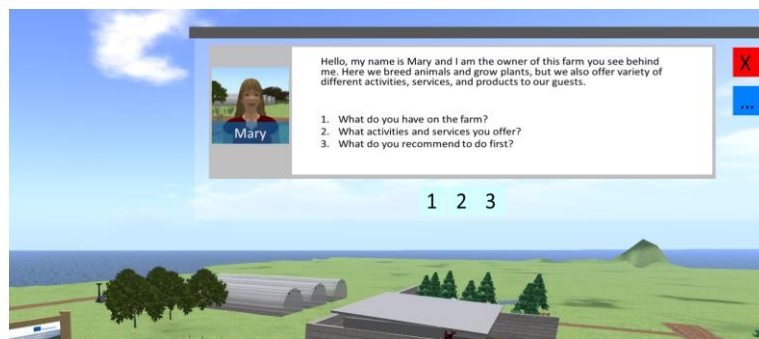 Hello, my name is Mary and I am the owner of this farm you see behind
me. Here we breed animals and grow plants, but we also offer variety of
different activities, services, and products to our guests.
1. What do you have on the farm?
2. What activities and services you offer?
3. What do you recommend to do first?
Mary
X
...
1 2 3